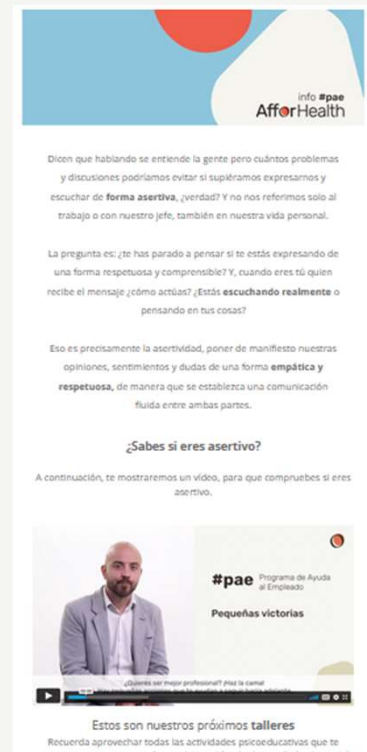 info #pae
AfforHealth
Dicen que hablando se entiende la gente pero cuántos problemas
y discusiones podríamos evitar si supiéramos expresarnos y
escuchar de forma asertiva, ¿verdad? Y no nos referimos solo al
trabajo o con nuestro jefe, también en nuestra vida personal.
La pregunta es: ¿te has parado a pensar si te estás expresando de
una forma respetuosa y comprensible? Y, cuando eres tú quien
recibe el mensaje ¿cómo actúas? ¿Estás escuchando realmente o
pensando en tus cosas?
Eso es precisamente la asertividad, poner de manifiesto nuestras
opiniones, sentimientos y dudas de una forma empática y
respetuosa, de manera que se establezca una comunicación
fluida entre ambas partes.
¿Sabes si eres asertivo?
A continuación, te mostraremos un vídeo, para que compruebes si eres
asertivo.
#pae Programa de Ayuda
al Empleado
Pequeñas victorias
¿Quieres ser mejor profesional? ¡Haz la cama!
Estos son nuestros próximos talleres
Recuerda aprovechar todas las actividades psicoeducativas que te